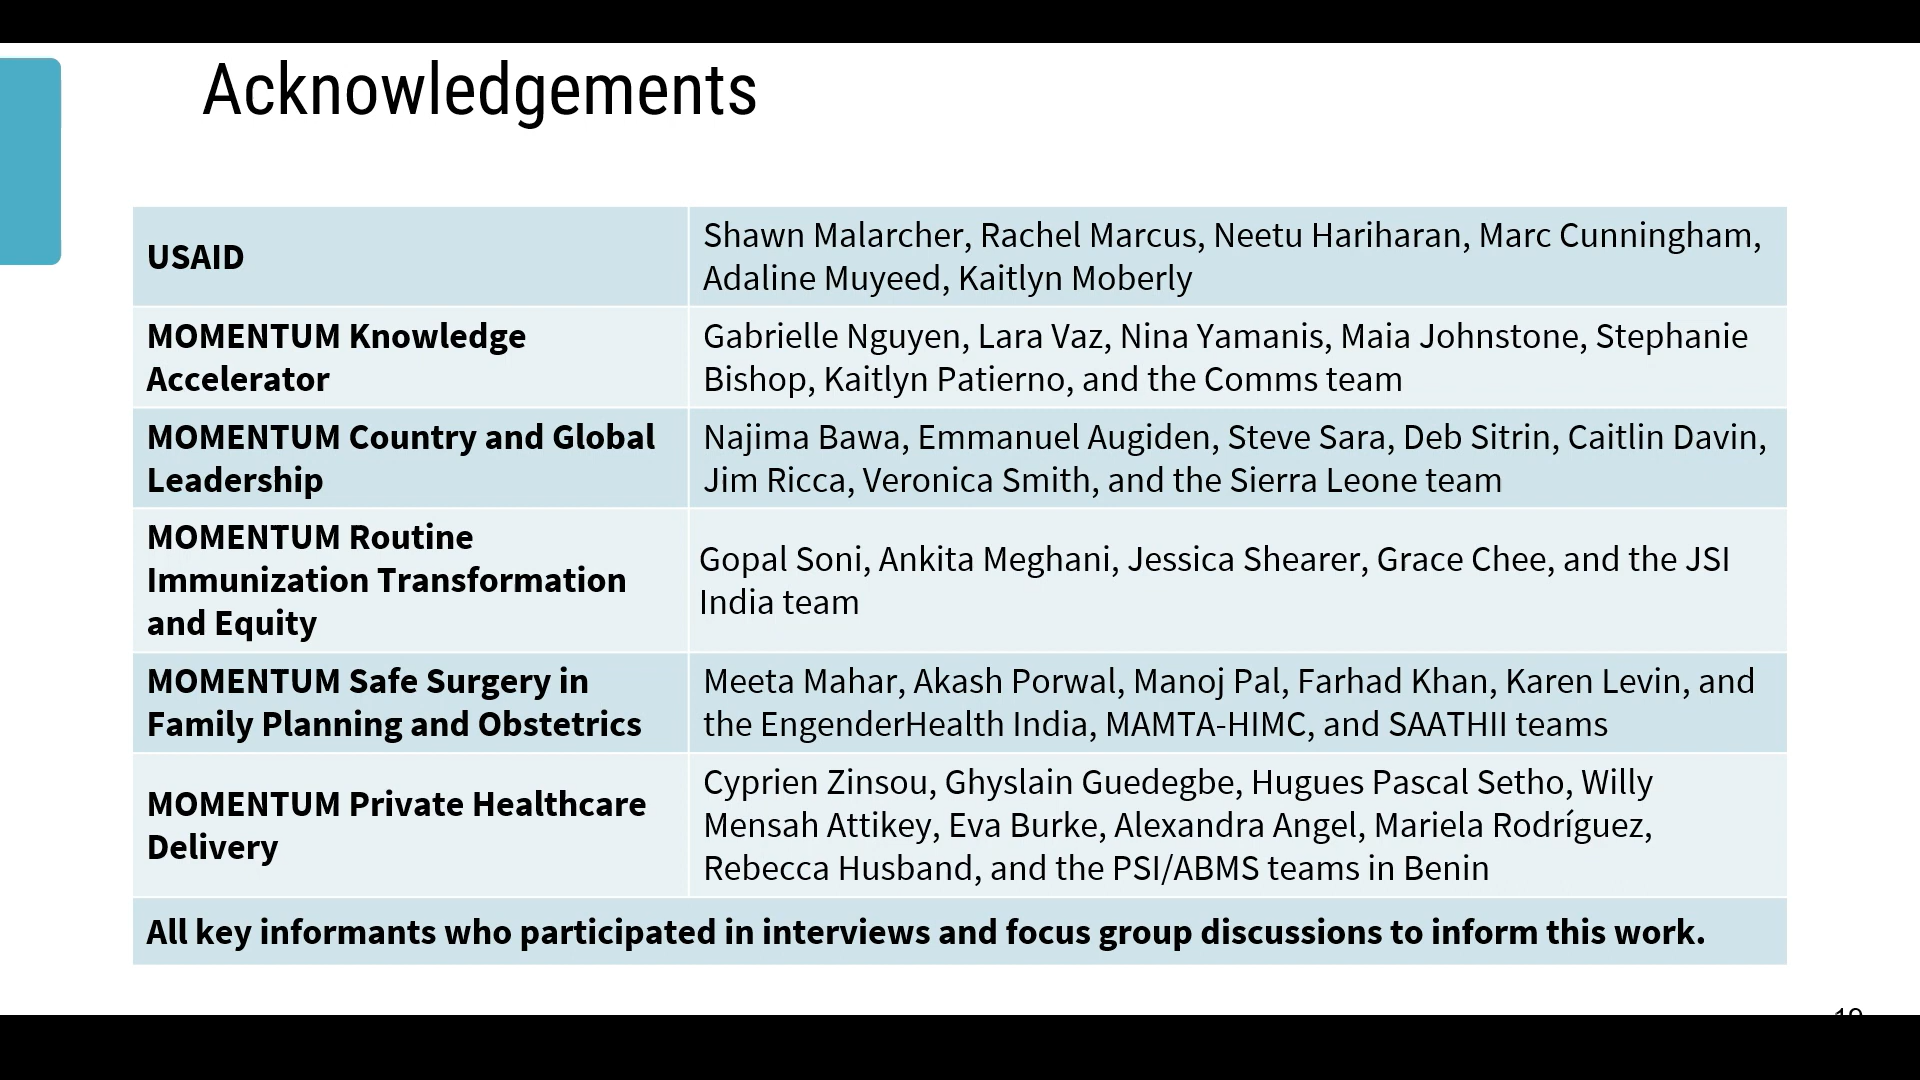 Acknowledgements
USAID
Shawn Malarcher, Rachel Marcus, Neetu Hariharan, Marc Cunningham,
Adaline Muyeed, Kaitlyn Moberly
MOMENTUM Knowledge
Accelerator
Gabrielle Nguyen, Lara Vaz, Nina Yamanis, Maia Johnstone, Stephanie
Bishop, Kaitlyn Patierno, and the Comms team
MOMENTUM Country and Global
Leadership
Najima Bawa, Emmanuel Augiden, Steve Sara, Deb Sitrin, Caitlin Davin,
Jim Ricca, Veronica Smith, and the Sierra Leone team
MOMENTUM Routine
Immunization Transformation
and Equity
Gopal Soni, Ankita Meghani, Jessica Shearer, Grace Chee, and the JSI
India team
MOMENTUM Safe Surgery in
Family Planning and Obstetrics
Meeta Mahar, Akash Porwal, Manoj Pal, Farhad Khan, Karen Levin, and
the EngenderHealth India, MAMTA-HIMC, and SAATHII teams
MOMENTUM Private Healthcare
Delivery
Cyprien Zinsou, Ghyslain Guedegbe, Hugues Pascal Setho, Willy
Mensah Attikey, Eva Burke, Alexandra Angel, Mariela Rodríguez,
Rebecca Husband, and the PSI/ABMS teams in Benin
All key informants who participated in interviews and focus group discussions to inform this work.